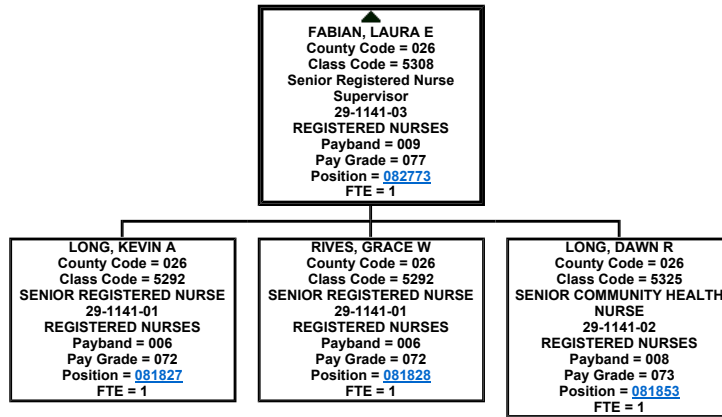 FABIAN, LAURA E
County Code = 026
Class Code = 5308
Senior Registered Nurse
Supervisor
29-1141-03
REGISTERED NURSES
Payband = 009
Pay Grade = 077
Position = 082773
FTE = 1
LONG, KEVIN A
County Code = 026
Class Code = 5292
SENIOR REGISTERED NURSE
29-1141-01
REGISTERED NURSES
Payband = 006
Pay Grade = 072
Position = 081827
FTE = 1
RIVES, GRACE W
County Code = 026
Class Code = 5292
SENIOR REGISTERED NURSE
29-1141-01
REGISTERED NURSES
Payband = 006
Pay Grade = 072
Position = 081828
FTE = 1
LONG, DAWN R
County Code = 026
Class Code = 5325
SENIOR COMMUNITY HEALTH
NURSE
29-1141-02
REGISTERED NURSES
Payband = 008
Pay Grade = 073
Position = 081853
FTE = 1